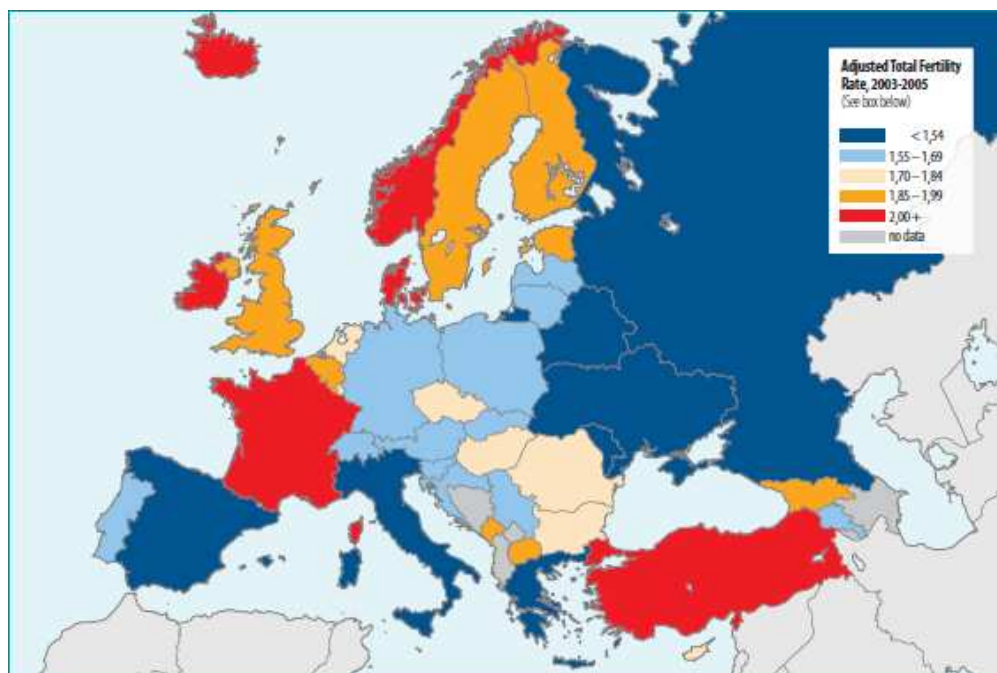 Adjusted Total Fertility
Rate, 2003-2005
(See box below)
< 1,54
1,55 – 1,69
1,70 – 1,84
1,85 – 1,99
2,00 +
no data